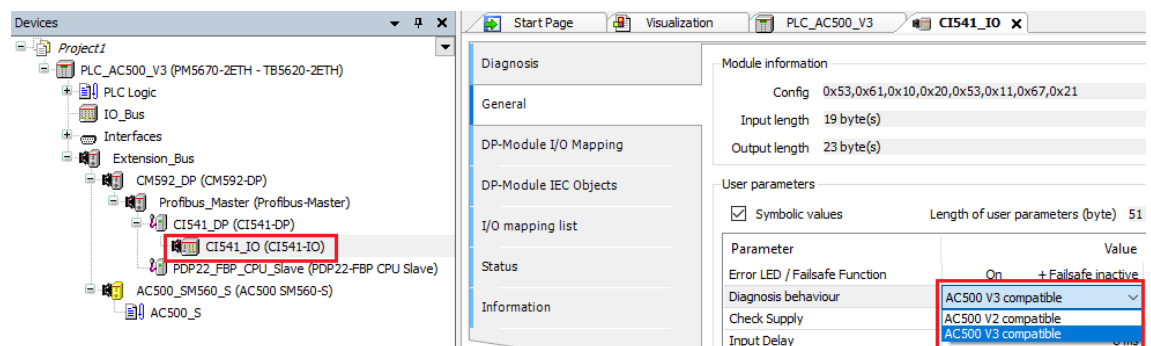 Devices
Project1
PLC_AC500_V3 (PM5670-2ETH - TB5620-2ETH)
PLC Logic
IO_Bus
Interfaces
Extension_Bus
CM592_DP (CM592-DP)
Profibus_Master (Profibus-Master)
CI541_DP (CI541-DP)
CI541_IO (CI541-IO)
PDP22_FBP_CPU_Slave (PDP22-FBP CPU Slave)
AC500_SM560_S (AC500 SM560-S)
AC500_S
Start Page Visualization PLC_AC500_V3 CI541_IO
Diagnosis
General
DP-Module I/O Mapping
DP-Module IEC Objects
I/O mapping list
Status
Information
Module information
Config 0x53,0x61,0x10,0x20,0x53,0x11,0x67,0x21
Input length 19 byte(s)
Output length 23 byte(s)
User parameters
Symbolic values Length of user parameters (byte) 51
Parameter Value
Error LED / Failsafe Function On + Failsafe inactive
Diagnosis behaviour AC500 V3 compatible
AC500 V2 compatible
Check Supply AC500 V3 compatible
Input Delay